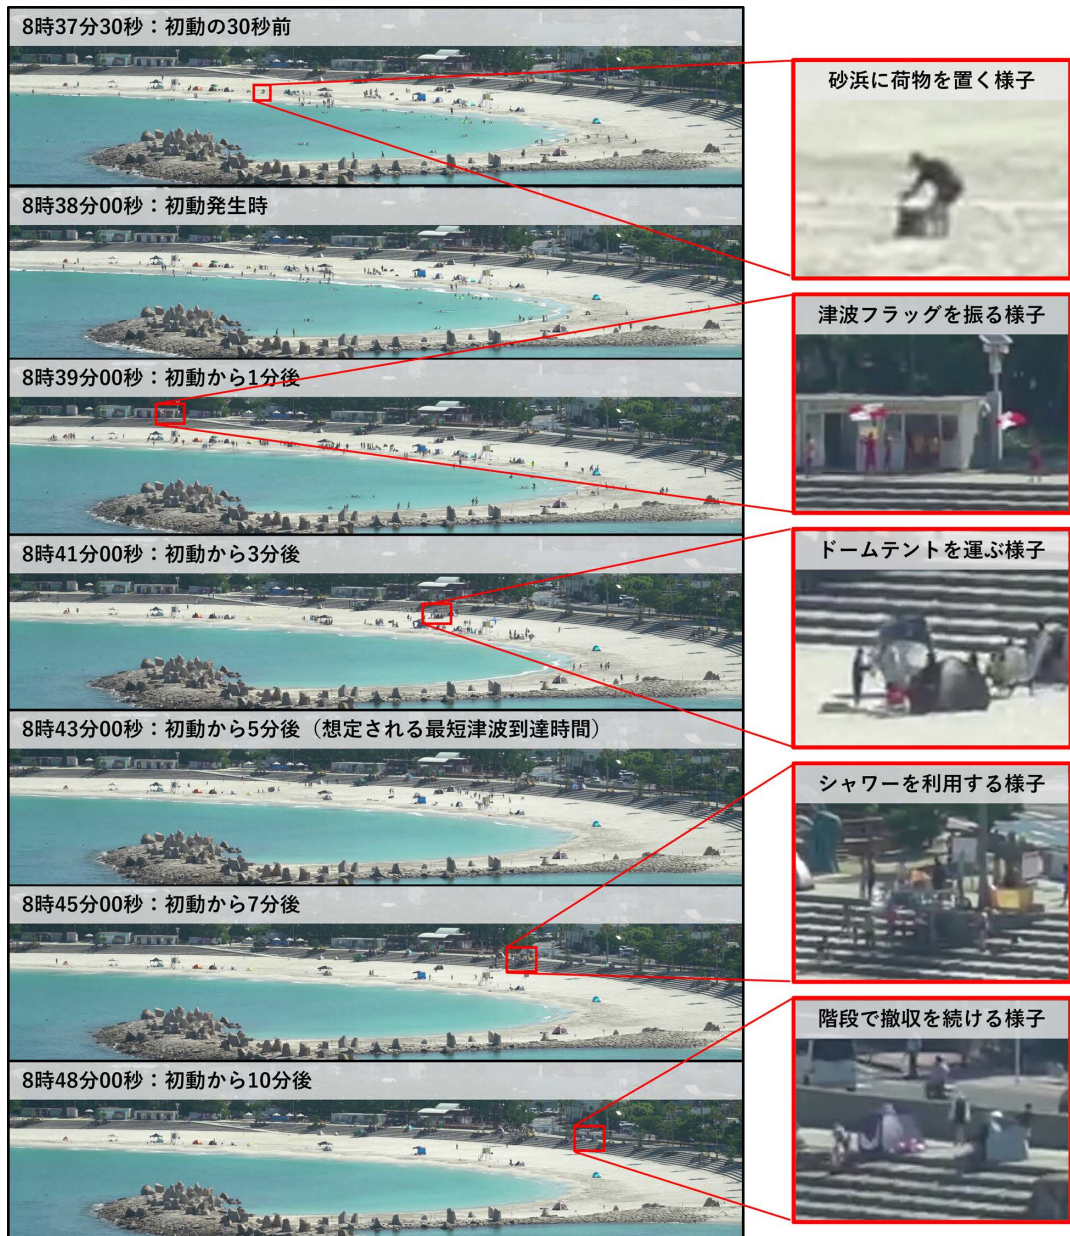 8時37分30秒：初動の30秒前
砂浜に荷物を置く様子
8時38分00秒：初動発生時
津波フラッグを振る様子
8時39分00秒：初動から1分後
ドームテントを運ぶ様子
8時41分00秒：初動から3分後
8時43分00秒：初動から5分後（想定される最短津波到達時間）
シャワーを利用する様子
8時45分00秒：初動から7分後
階段で撤収を続ける様子
8時48分00秒：初動から10分後